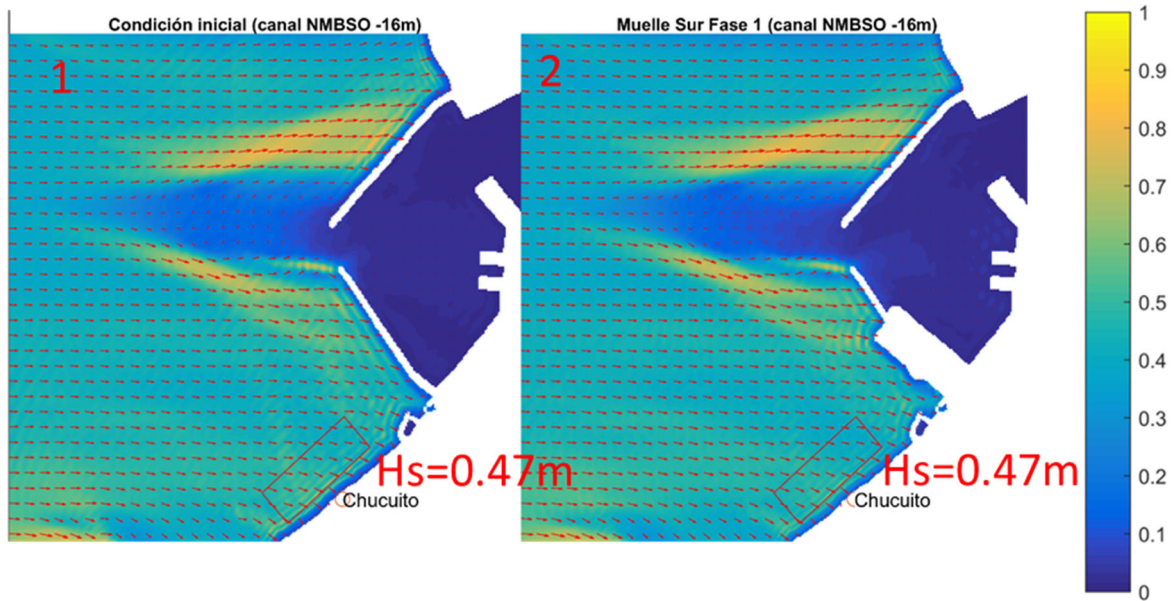 Condición inicial (canal NMBSO -16m)
1
Hs=0.47m
Chucuito
Muelle Sur Fase 1 (canal NMBSO -16m)
2
Hs=0.47m
Chucuito
1
0.9
0.8
0.7
0.6
0.5
0.4
0.3
0.2
0.1
0